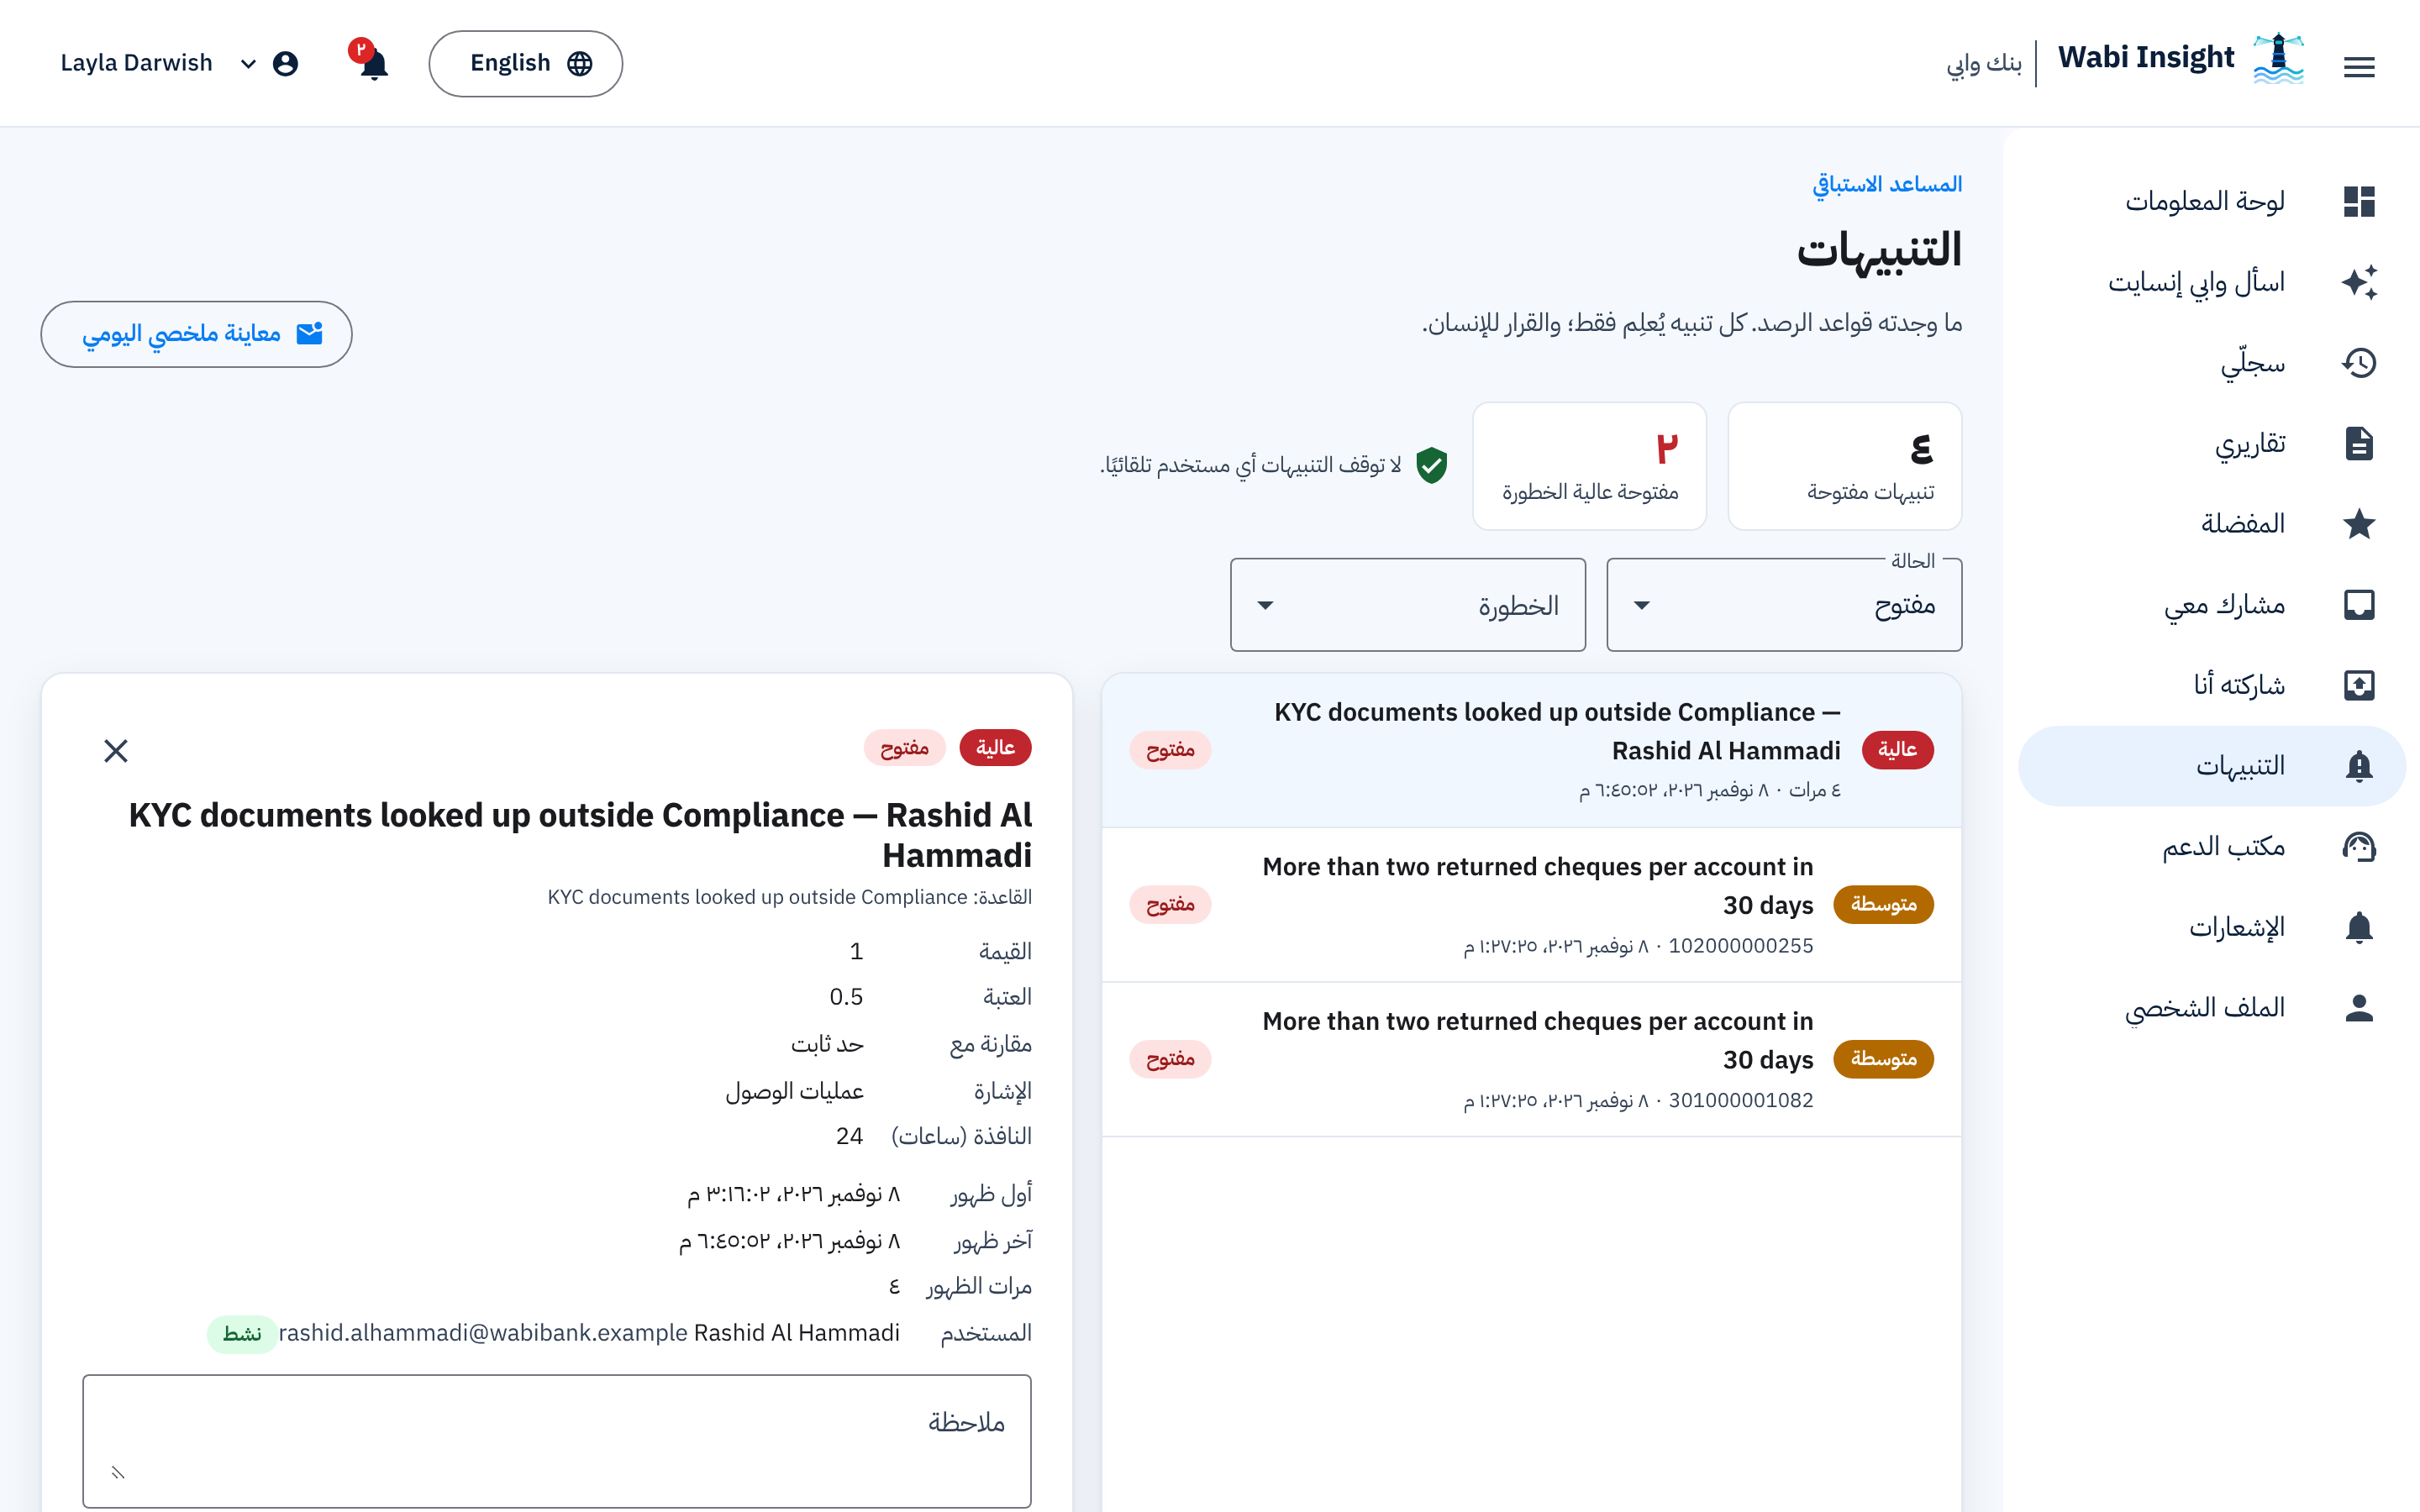 Wabi Insight
بنك وابي
English
٢
Layla Darwish
لوحة المعلومات
اسأل وابي إنسايت
سجلّي
تقاريري
المفضلة
مشارك معي
شاركته أنا
التنبيهات
مكتب الدعم
الإشعارات
الملف الشخصي
المساعد الاستباقي
التنبيهات
ما وجدته قواعد الرصد. كل تنبيه يُعلِم فقط؛ والقرار للإنسان.
معاينة ملخصي اليومي
٤
تنبيهات مفتوحة
٢
مفتوحة عالية الخطورة
لا توقف التنبيهات أي مستخدم تلقائيًا.
الحالة
مفتوح
الخطورة
عالية
KYC documents looked up outside Compliance —
Rashid Al Hammadi
٤ مرات · ٨ نوفمبر ٢٠٢٦، ٦:٤٥:٥٢ م
مفتوح
متوسطة
More than two returned cheques per account in
30 days
102000000255 · ٨ نوفمبر ٢٠٢٦، ١:٢٧:٢٥ م
مفتوح
متوسطة
More than two returned cheques per account in
30 days
301000001082 · ٨ نوفمبر ٢٠٢٦، ١:٢٧:٢٥ م
مفتوح
عالية مفتوح
KYC documents looked up outside Compliance — Rashid Al
Hammadi
القاعدة: KYC documents looked up outside Compliance
القيمة 1
العتبة 0.5
مقارنة مع حد ثابت
الإشارة عمليات الوصول
النافذة (ساعات) 24
أول ظهور ٨ نوفمبر ٢٠٢٦، ٣:١٦:٠٢ م
آخر ظهور ٨ نوفمبر ٢٠٢٦، ٦:٤٥:٥٢ م
مرات الظهور ٤
المستخدم Rashid Al Hammadi rashid.alhammadi@wabibank.example نشط
ملاحظة